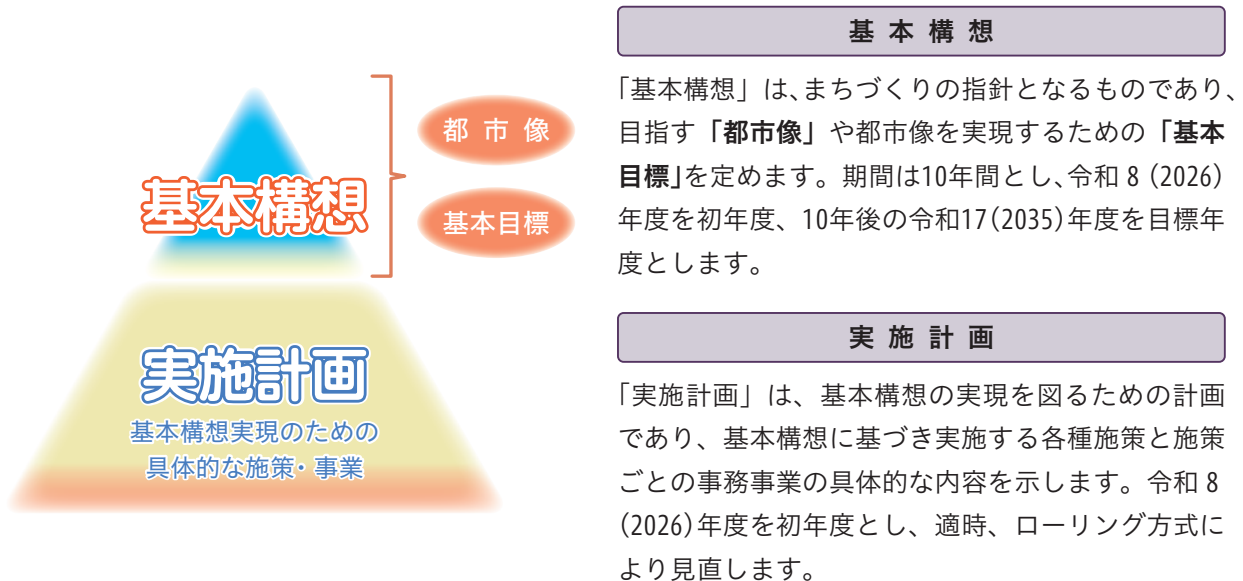 基本構想
都市像
基本目標
実施計画
基本構想実現のための
具体的な施策・事業
基本構想
「基本構想」は、まちづくりの指針となるものであり、
目指す「都市像」や都市像を実現するための「基本
目標」を定めます。期間は10年間とし、令和8(2026)
年度を初年度、10年後の令和17(2035)年度を目標年
度とします。
実施計画
「実施計画」は、基本構想の実現を図るための計画
であり、基本構想に基づき実施する各種施策と施策
ごとの事務事業の具体的な内容を示します。令和8
(2026)年度を初年度とし、適時、ローリング方式に
より見直します。